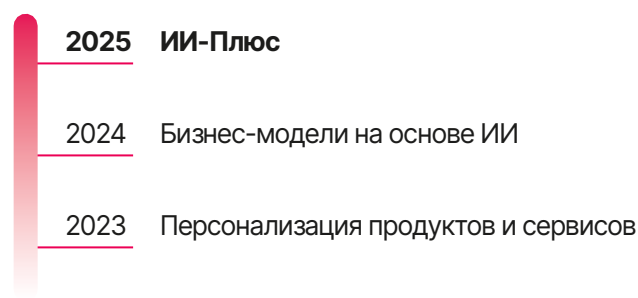 2025 ИИ-Плюс
2024 Бизнес-модели на основе ИИ
2023 Персонализация продуктов и сервисов